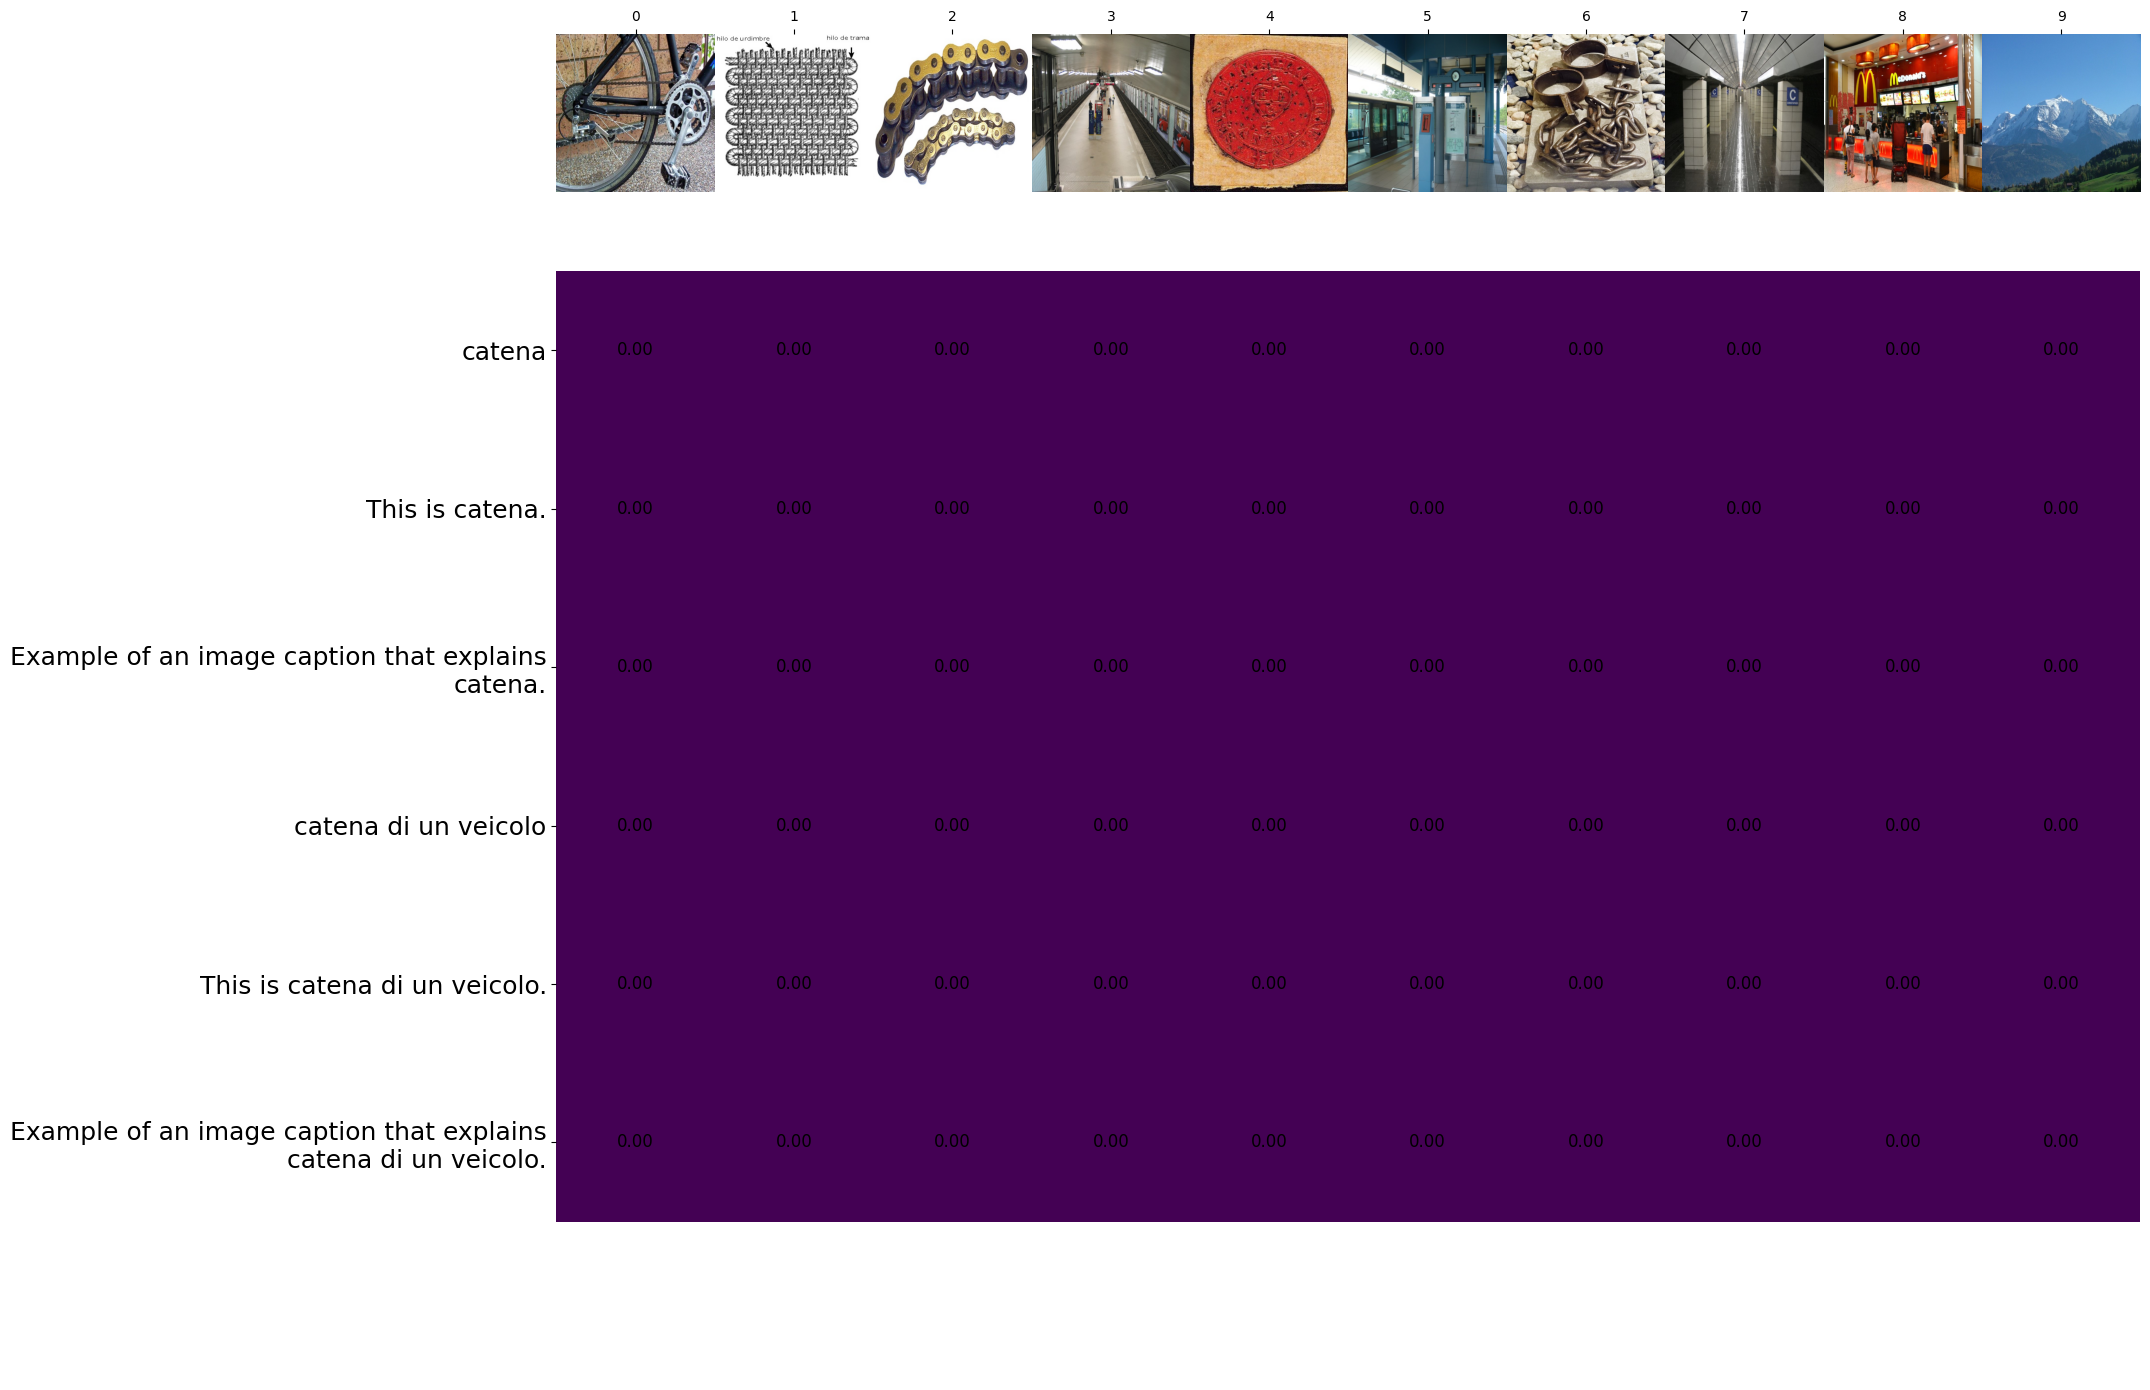 0 1 2 3 4 5 6 7 8 9
hilo de urdimbre hilo de trama
McDonald's
C
catena 0.00 0.00 0.00 0.00 0.00 0.00 0.00 0.00 0.00 0.00
This is catena. 0.00 0.00 0.00 0.00 0.00 0.00 0.00 0.00 0.00 0.00
Example of an image caption that explains
catena. 0.00 0.00 0.00 0.00 0.00 0.00 0.00 0.00 0.00 0.00
catena di un veicolo 0.00 0.00 0.00 0.00 0.00 0.00 0.00 0.00 0.00 0.00
This is catena di un veicolo. 0.00 0.00 0.00 0.00 0.00 0.00 0.00 0.00 0.00 0.00
Example of an image caption that explains
catena di un veicolo. 0.00 0.00 0.00 0.00 0.00 0.00 0.00 0.00 0.00 0.00